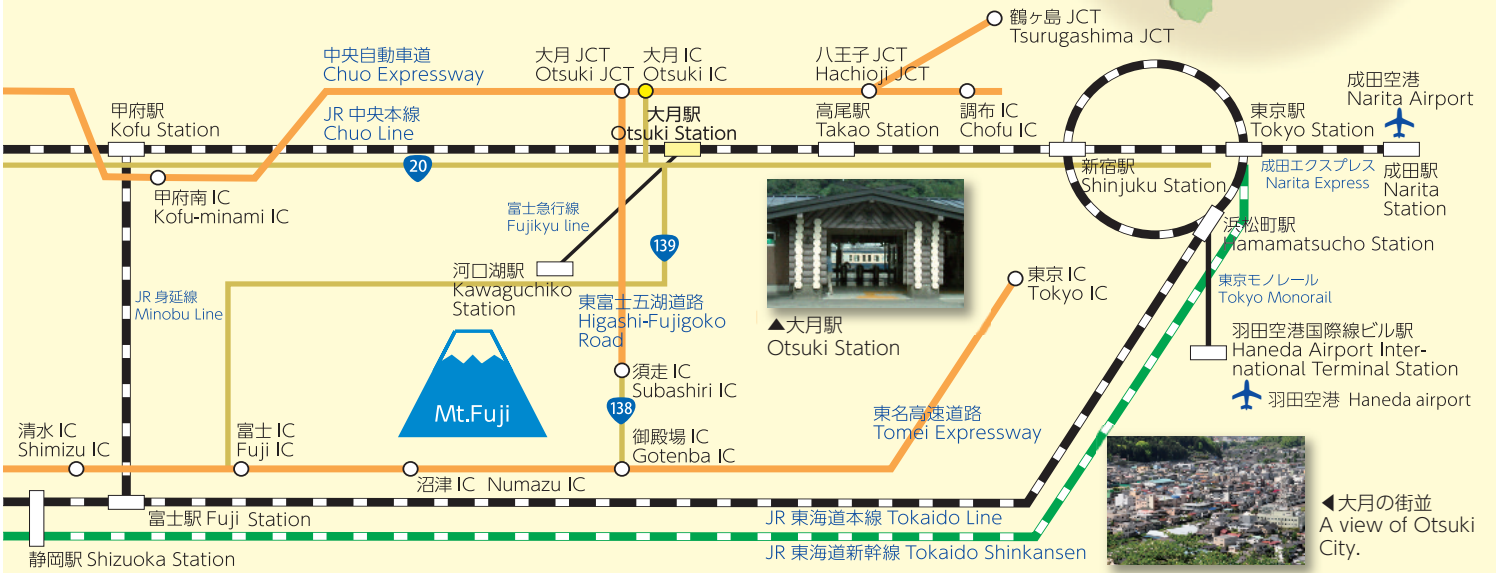 鶴ヶ島 JCT
Tsurugashima JCT
中央自動車道
Chuo Expressway
大月 JCT
Otsuki JCT
大月 IC
Otsuki IC
八王子 JCT
Hachioji JCT
成田空港
Narita Airport
甲府駅
Kofu Station
JR 中央本線
Chuo Line
大月駅
Otsuki Station
高尾駅
Takao Station
調布 IC
Chofu IC
東京駅
Tokyo Station
20
甲府南 IC
Kofu-minami IC
新宿駅
Shinjuku Station
成田エクスプレス
Narita Express
成田駅
Narita
Station
富士急行線
Fujikyu line
139
浜松町駅
Hamamatsucho Station
河口湖駅
Kawaguchiko
Station
JR 身延線
Minobu Line
東富士五湖道路
Higashi-Fujigoko
Road
東京 IC
Tokyo IC
東京モノレール
Tokyo Monorail
▲大月駅
Otsuki Station
羽田空港国際線ビル駅
Haneda Airport Inter-
national Terminal Station
羽田空港 Haneda airport
須走 IC
Subashiri IC
Mt.Fuji
138
東名高速道路
Tomei Expressway
清水 IC
Shimizu IC
富士 IC
Fuji IC
御殿場 IC
Gotenba IC
沼津 IC Numazu IC
富士駅 Fuji Station
JR 東海道本線 Tokaido Line
◀大月の街並
A view of Otsuki
City.
JR 東海道新幹線 Tokaido Shinkansen
静岡駅 Shizuoka Station